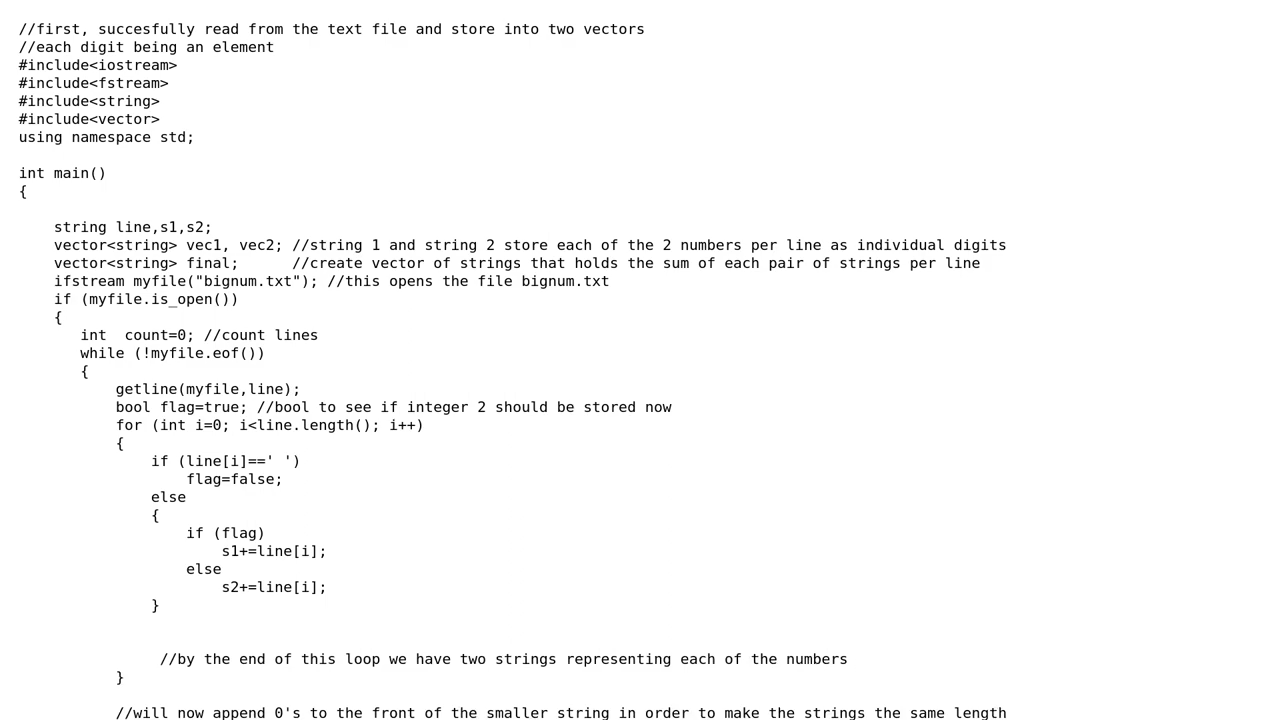 //first, succesfully read from the text file and store into two vectors
//each digit being an element
#include<iostream>
#include<fstream>
#include<string>
#include<vector>
using namespace std;

int main()
{

    string line,s1,s2;
    vector<string> vec1, vec2; //string 1 and string 2 store each of the 2 numbers per line as individual digits
    vector<string> final;      //create vector of strings that holds the sum of each pair of strings per line
    ifstream myfile("bignum.txt"); //this opens the file bignum.txt
    if (myfile.is_open())
    {
       int  count=0; //count lines
       while (!myfile.eof())
       {
           getline(myfile,line);
           bool flag=true; //bool to see if integer 2 should be stored now
           for (int i=0; i<line.length(); i++)
           {
               if (line[i]==' ')
                   flag=false;
               else
               {
                   if (flag)
                       s1+=line[i];
                   else
                       s2+=line[i];
               }


                //by the end of this loop we have two strings representing each of the numbers
           }

           //will now append 0's to the front of the smaller string in order to make the strings the same length